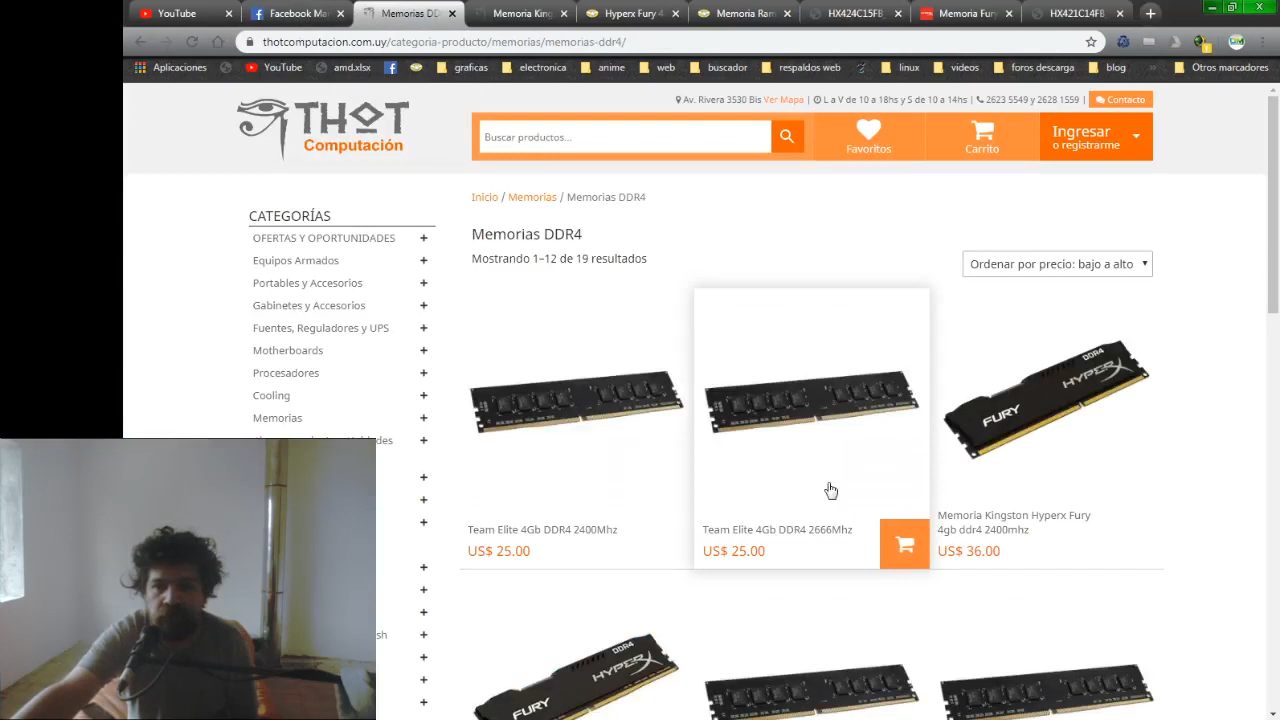 YouTube
Facebook Ma
Memorias DD
Memoria King
Hyperx Fury 4
Memoria Ram
HX424C15FB
Memoria Fury
HX421C14FB
thotcomputacion.com.uy/categoria-producto/memorias/memorias-ddr4/
Aplicaciones
YouTube
amd.xlsx
graficas
electronica
anime
web
buscador
respaldos web
linux
videos
foros descarga
blog
Otros marcadores
Av. Rivera 3530 Bis Ver Mapa | L a V de 10 a 18hs y S de 10 a 14hs | 2623 5549 y 2628 1559 | Contacto
THOT
Computación
Buscar productos...
Favoritos
Carrito
Ingresar
o registrarme
Inicio / Memorias / Memorias DDR4
CATEGORÍAS
OFERTAS Y OPORTUNIDADES +
Equipos Armados +
Portables y Accesorios +
Gabinetes y Accesorios +
Fuentes, Reguladores y UPS +
Motherboards +
Procesadores +
Cooling +
Memorias +
des +
sh +
Memorias DDR4
Mostrando 1–12 de 19 resultados
Ordenar por precio: bajo a alto
DDR4
HYPERX
FURY
Team Elite 4Gb DDR4 2400Mhz
US$ 25.00
Team Elite 4Gb DDR4 2666Mhz
US$ 25.00
Memoria Kingston Hyperx Fury
4gb ddr4 2400mhz
US$ 36.00
DDR4
HYPERX
FURY